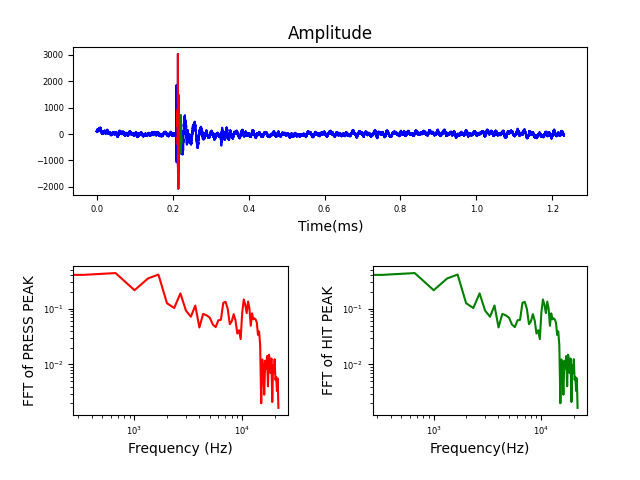 Amplitude
3000
2000
1000
0
−1000
−2000
0.0 0.2 0.4 0.6 0.8 1.0 1.2
Time(ms)
FFT of PRESS PEAK
10⁻¹
10⁻²
10³ 10⁴
Frequency (Hz)
FFT of HIT PEAK
10⁻¹
10⁻²
10³ 10⁴
Frequency(Hz)